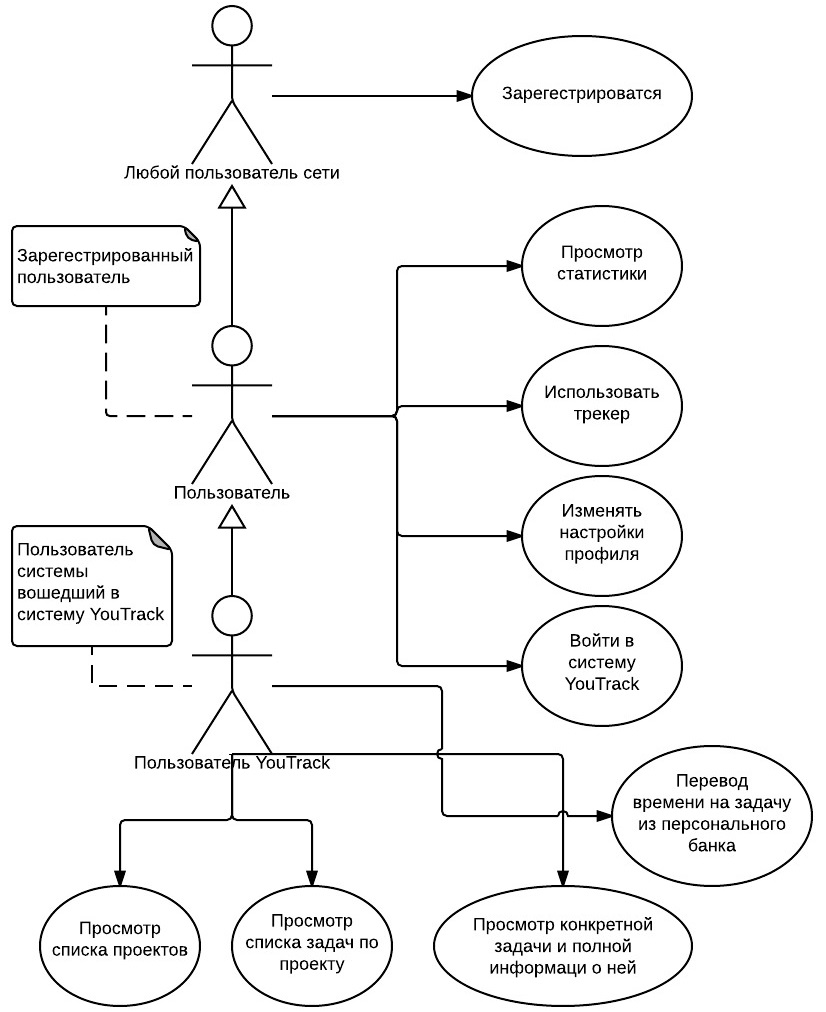 Зарегестрироватся
Любой пользователь сети
Зарегестрированный
пользователь
Просмотр
статистики
Использовать
трекер
Пользователь
Изменять
настройки
профиля
Пользователь
системы
вошедший в
систему YouTrack
Войти в
систему
YouTrack
Пользователь YouTrack
Перевод
времени на задачу
из персонального
банка
Просмотр
списка проектов
Просмотр
списка задач по
проекту
Просмотр конкретной
задачи и полной
информаци о ней